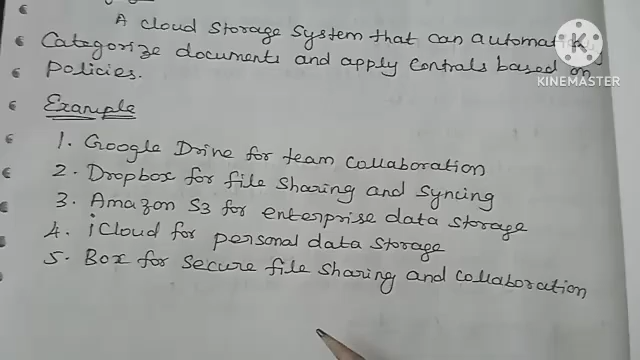 A cloud storage system that can automatically
Categorize documents and apply controls based on
policies.
Example
1. Google Drive for team collaboration
2. Dropbox for file sharing and syncing
3. Amazon S3 for enterprise data storage
4. iCloud for personal data storage
5. Box for secure file sharing and collaboration
KINEMASTER